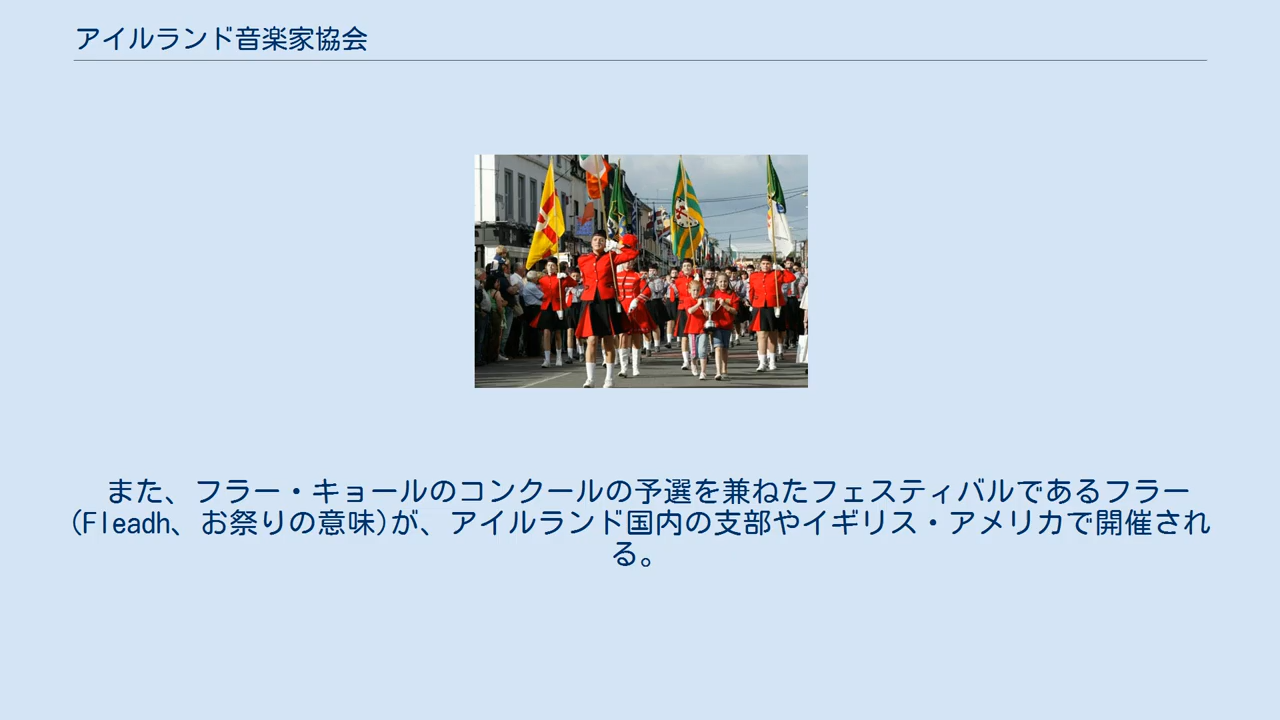 アイルランド音楽家協会
また、フラー・キョールのコンクールの予選を兼ねたフェスティバルであるフラー
(Fleadh、お祭りの意味)が、アイルランド国内の支部やイギリス・アメリカで開催され
る。